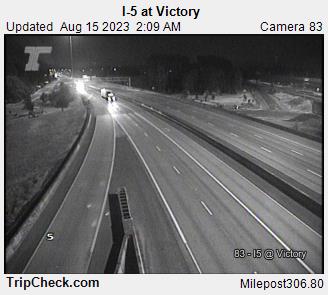 I-5 at Victory
Updated Aug 15 2023 2:09 AM Camera 83
T
5
83 - I5 @ Victory
TripCheck.com Milepost306.80